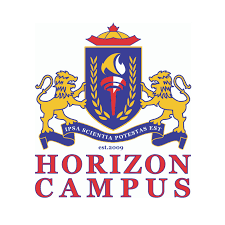 IPSA SCIENTIA POTESTAS EST
est.2009
HORIZON
CAMPUS